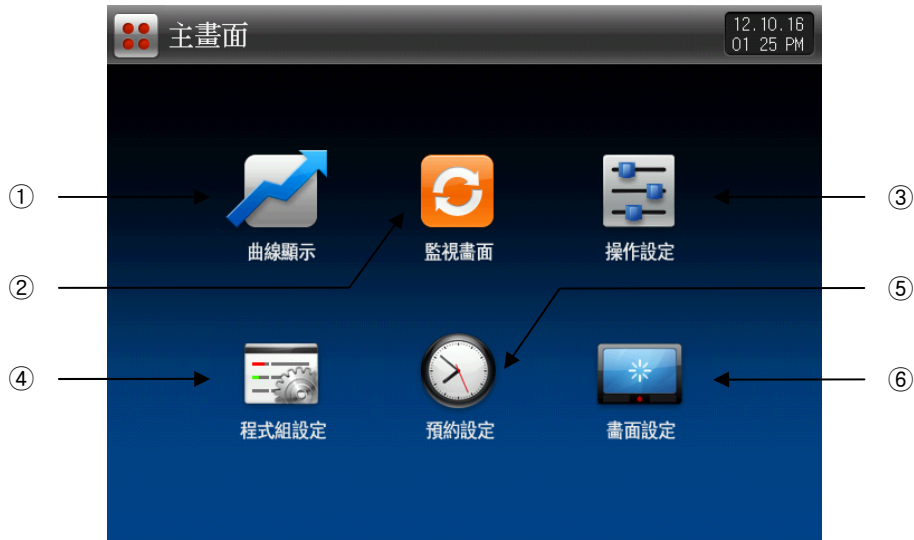 主畫面
12.10.16
01 25 PM
①
③
曲線顯示
監視畫面
操作設定
②
⑤
④
⑥
程式組設定
預約設定
畫面設定